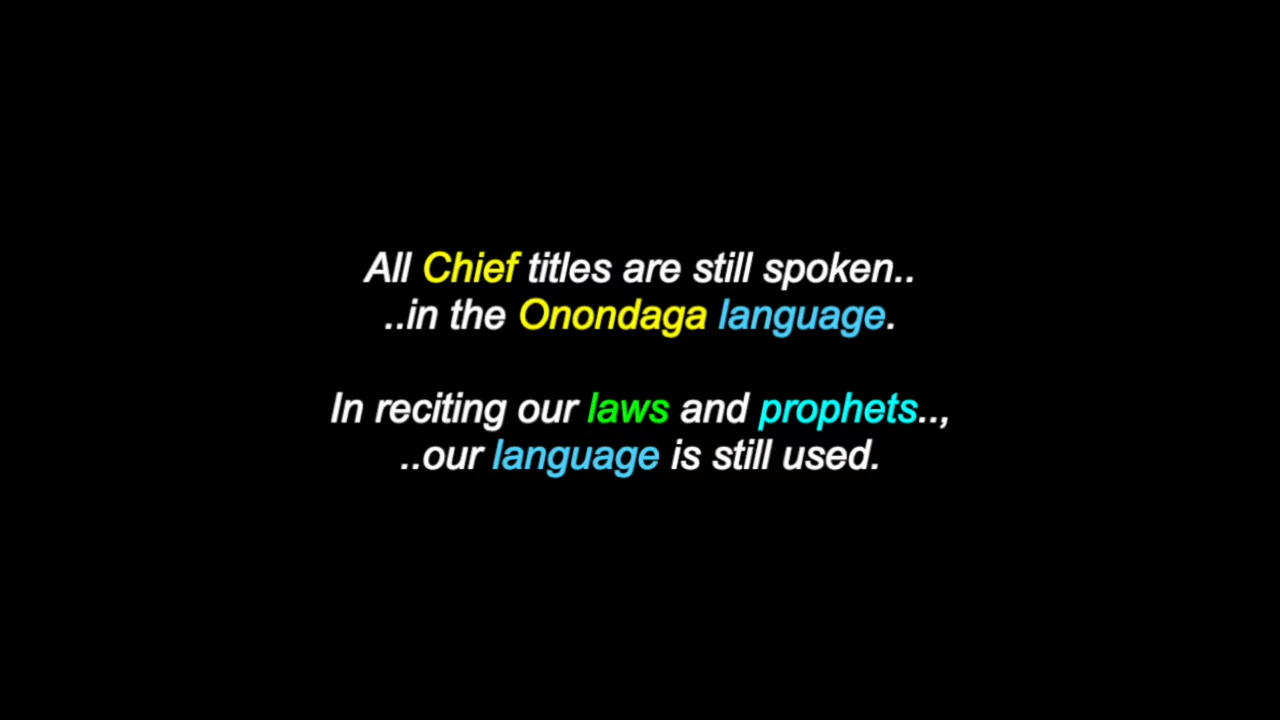 All Chief titles are still spoken..
..in the Onondaga language.
In reciting our laws and prophets..,
..our language is still used.